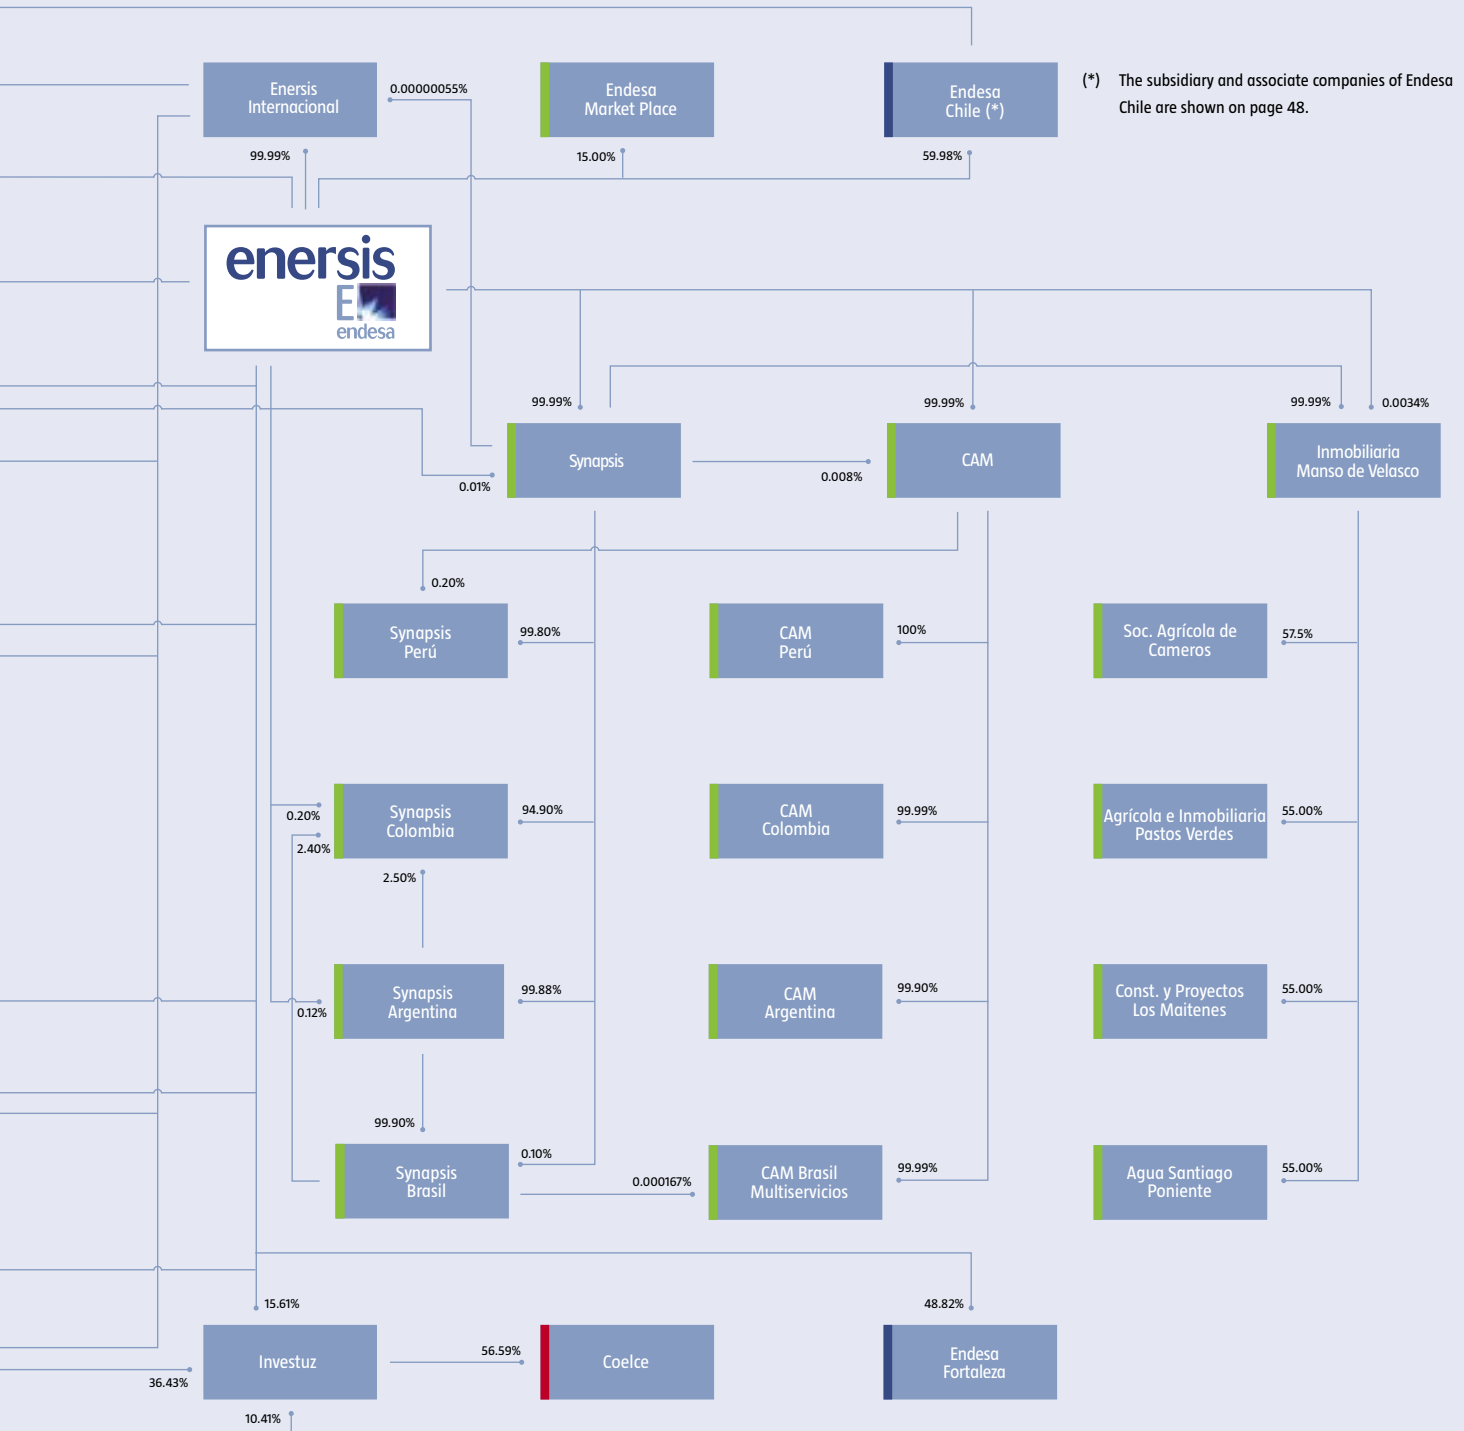 Enersis
Internacional
0.00000055%
Endesa
Market Place
Endesa
Chile (*)
(*) The subsidiary and associate companies of Endesa
Chile are shown on page 48.
99.99%
15.00%
59.98%
enersis
E
endesa
99.99%
99.99%
99.99%
0.0034%
Synapsis
CAM
Inmobiliaria
Manso de Velasco
0.01%
0.008%
0.20%
Synapsis
Perú
99.80%
CAM
Perú
100%
Soc. Agrícola de
Cameros
57.5%
0.20%
2.40%
Synapsis
Colombia
94.90%
CAM
Colombia
99.99%
Agrícola e Inmobiliaria
Pastos Verdes
55.00%
2.50%
0.12%
Synapsis
Argentina
99.88%
CAM
Argentina
99.90%
Const. y Proyectos
Los Maitenes
55.00%
99.90%
Synapsis
Brasil
0.10%
0.000167%
CAM Brasil
Multiservicios
99.99%
Agua Santiago
Poniente
55.00%
15.61%
48.82%
36.43%
Investuz
56.59%
Coelce
Endesa
Fortaleza
10.41%